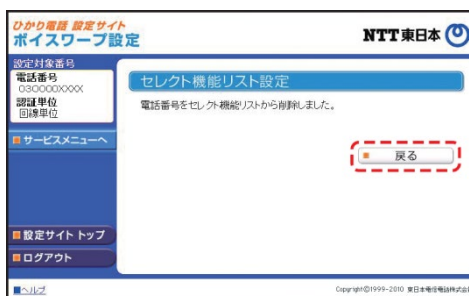 ひかり電話 設定サイト
ボイスワープ設定
NTT東日本
設定対象番号
電話番号
030000XXXX
認証単位
回線単位
セレクト機能リスト設定
電話番号をセレクト機能リストから削除しました。
サービスメニューへ
戻る
設定サイト トップ
ログアウト
ヘルプ
Copyright©1999-2010 東日本電信電話株式会社